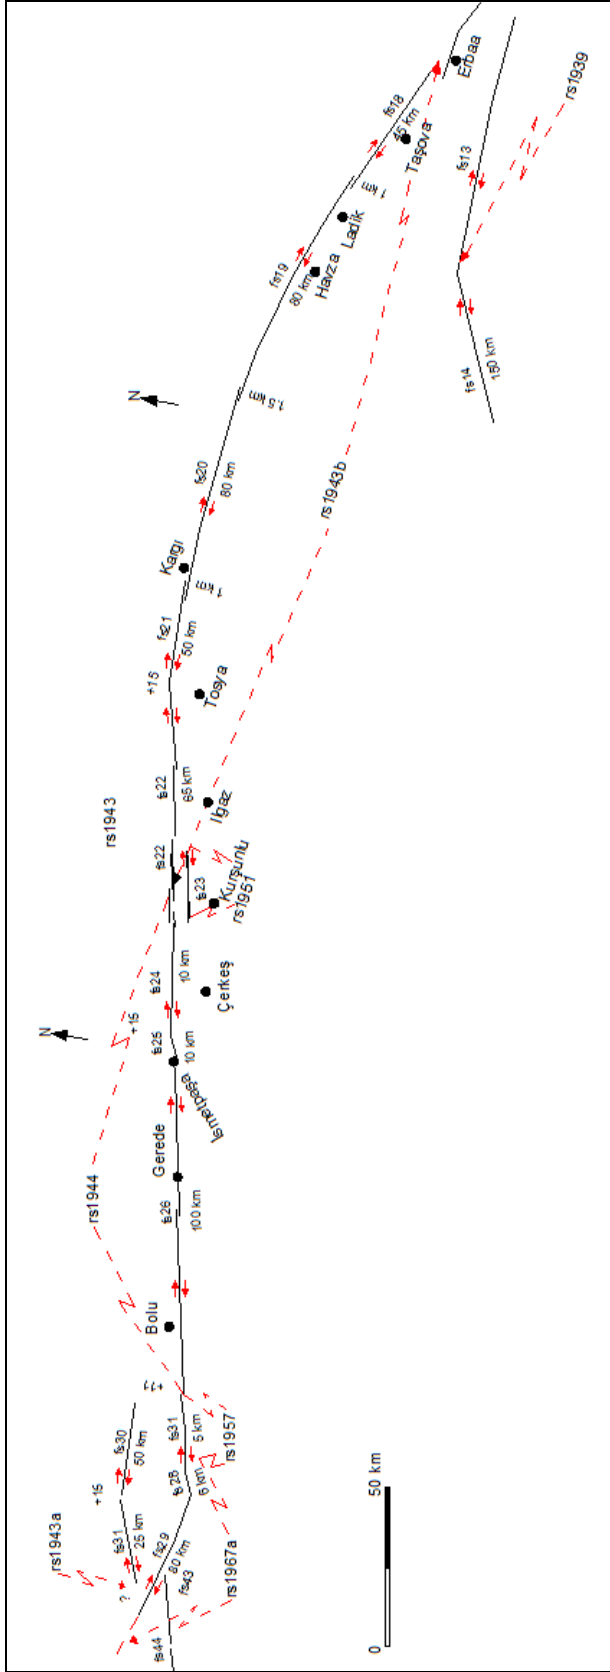 rs1943a
?
fs31
25 km
+15
fs30
50 km
fs44
fs43
fs29
80 km
rs1967a
fs28
5 km
fs31
5 km
rs1957
Bolu
rs1944
fs26
100 km
Gerede
İsmetpaşa
fs25
10 km
N
+15
fs24
10 km
Çerkeş
rs1951
Kurşunlu
fs23
fs22
rs1943
fs22
65 km
Ilgaz
Tosya
+15
fs21
50 km
Kargı
fs20
80 km
N
rs1943b
fs19
80 km
Havza
Ladik
fs18
45 km
Taşova
Erbaa
fs14
150 km
fs13
rs1939
0
50 km